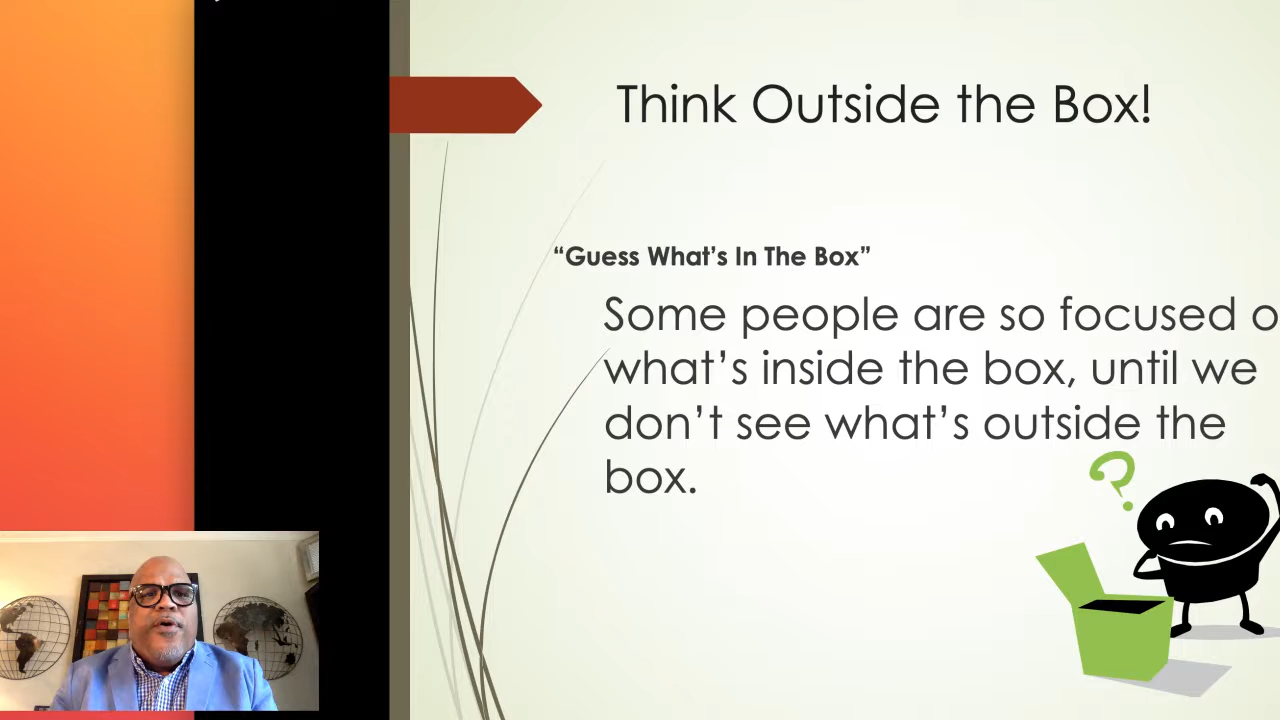 Think Outside the Box!
“Guess What’s In The Box”
Some people are so focused o
what’s inside the box, until we
don’t see what’s outside the
box.
?